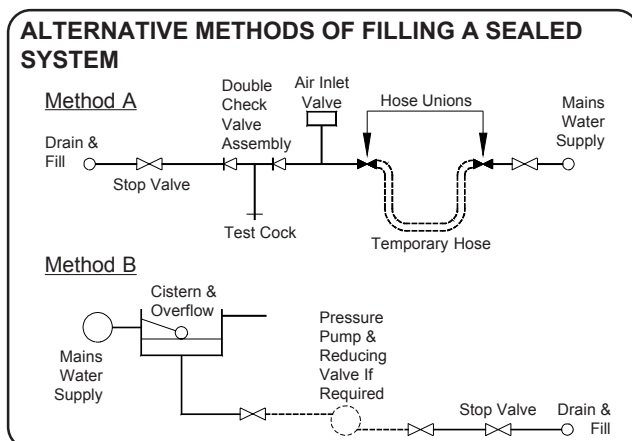 ALTERNATIVE METHODS OF FILLING A SEALED
SYSTEM
Method A
Double
Check
Valve
Assembly
Air Inlet
Valve
Hose Unions
Mains
Water
Supply
Drain &
Fill
Stop Valve
Test Cock
Temporary Hose
Method B
Cistern &
Overflow
Mains
Water
Supply
Pressure
Pump &
Reducing
Valve If
Required
Stop Valve
Drain &
Fill